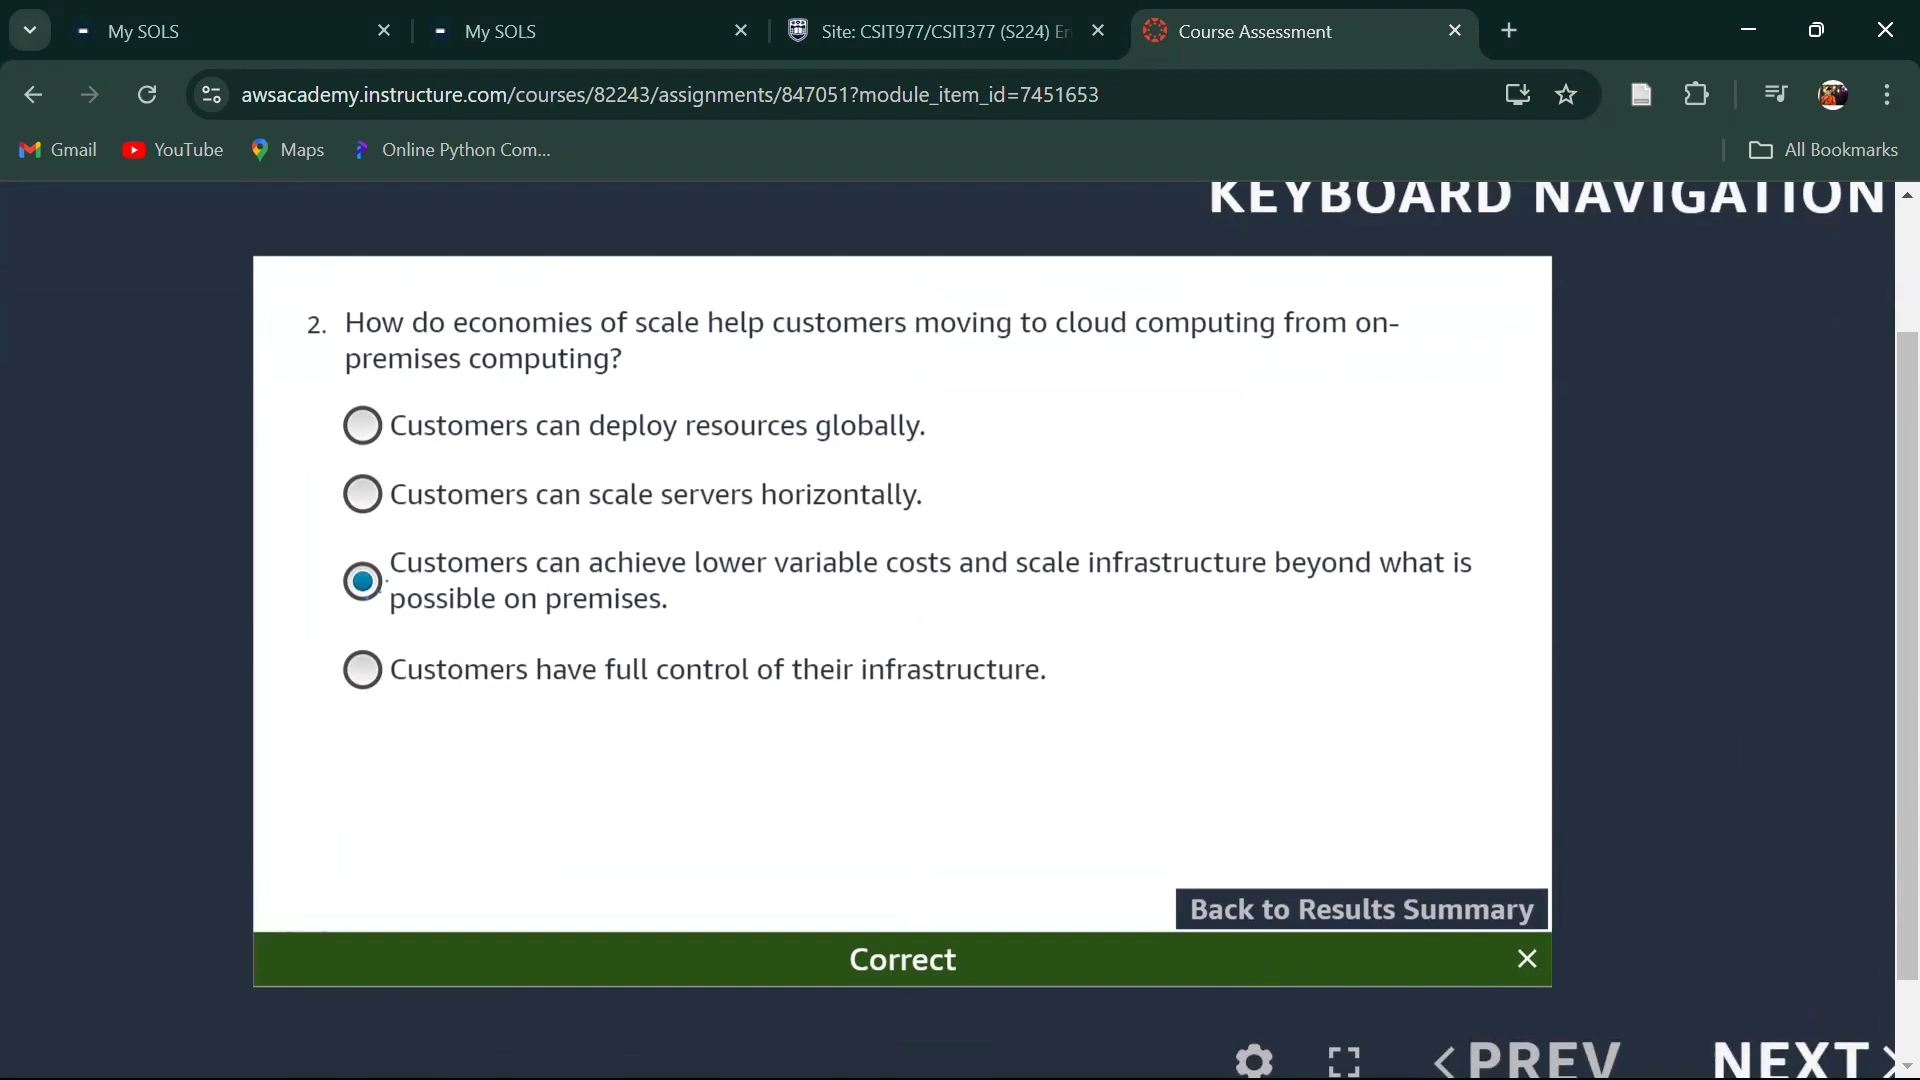 My SOLS
My SOLS
Site: CSIT977/CSIT377 (S224) En
Course Assessment
awsacademy.instructure.com/courses/82243/assignments/847051?module_item_id=7451653
Gmail
YouTube
Maps
Online Python Com...
All Bookmarks
KEYBOARD NAVIGATION
2. How do economies of scale help customers moving to cloud computing from on-
premises computing?
Customers can deploy resources globally.
Customers can scale servers horizontally.
Customers can achieve lower variable costs and scale infrastructure beyond what is
possible on premises.
Customers have full control of their infrastructure.
Back to Results Summary
Correct
PREV
NEXT